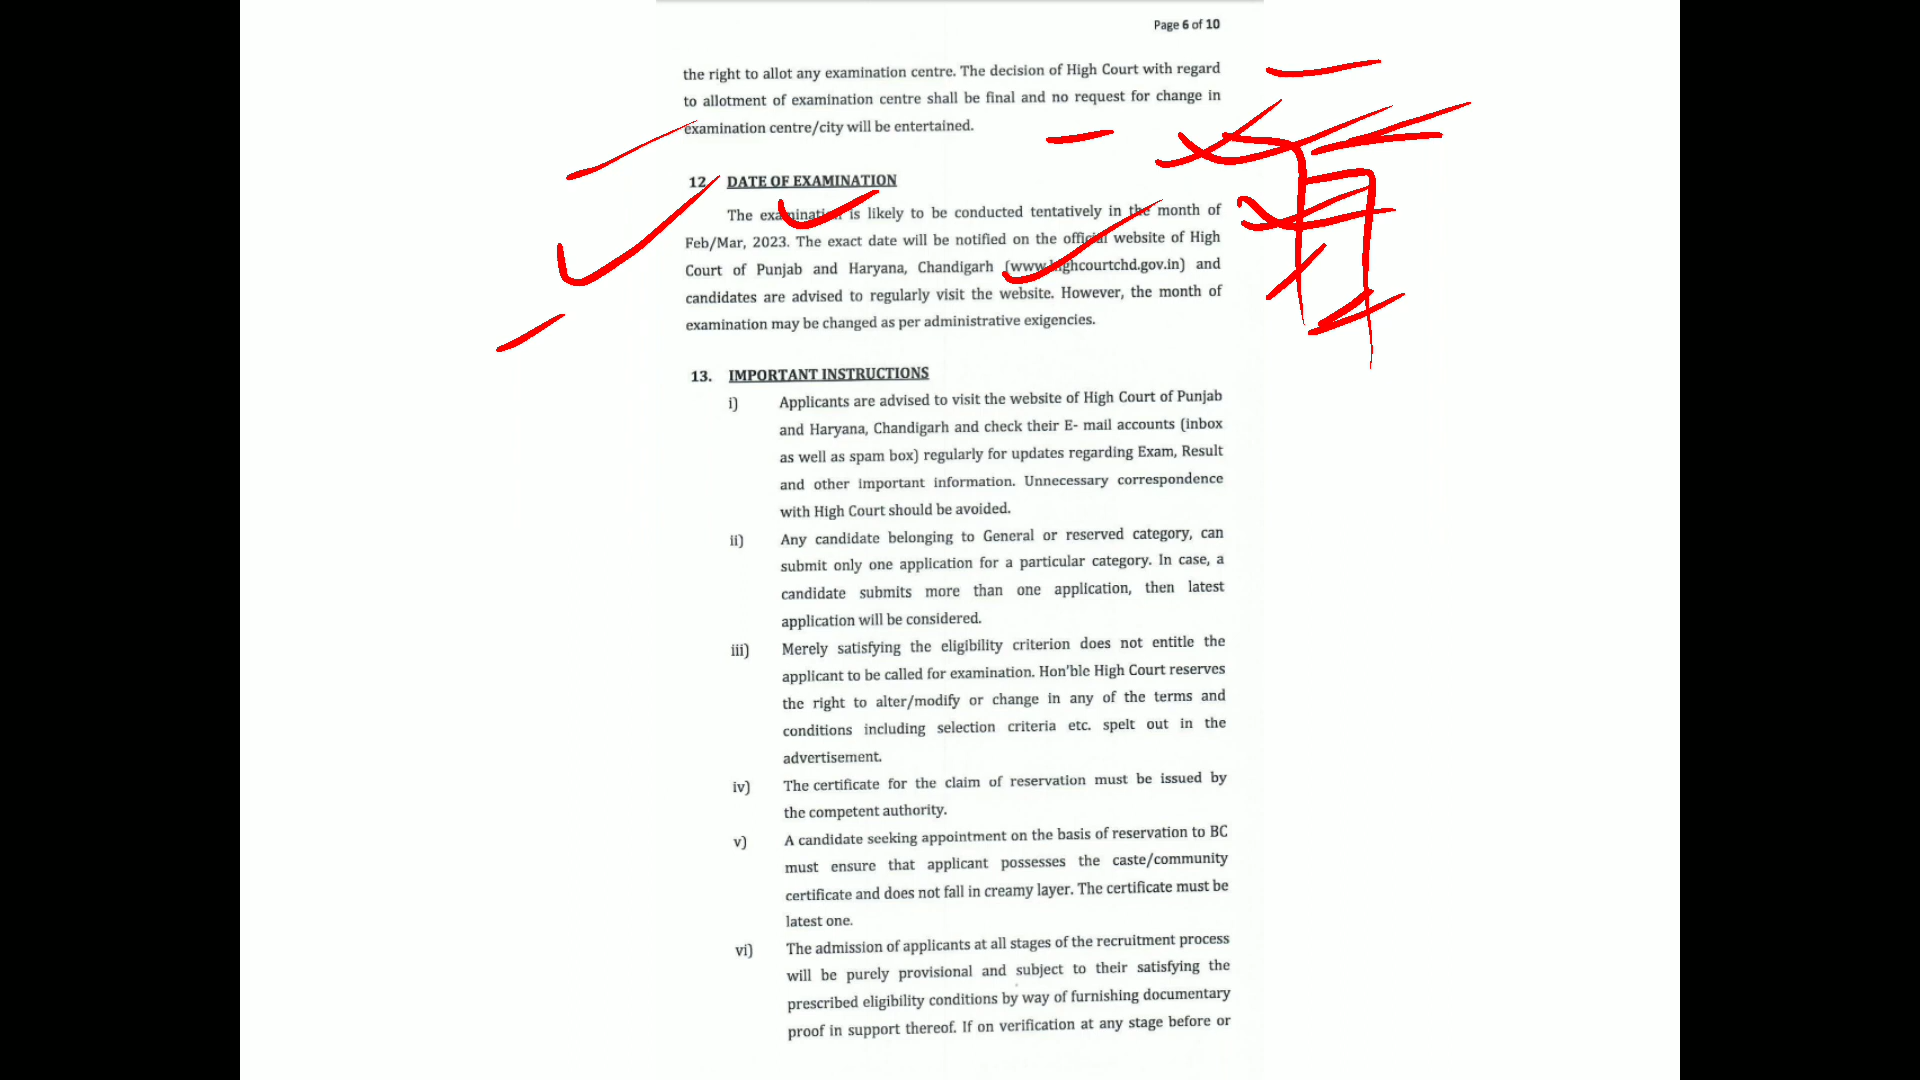 Page 6 of 10
the right to allot any examination centre. The decision of High Court with regard
to allotment of examination centre shall be final and no request for change in
examination centre/city will be entertained.
12. DATE OF EXAMINATION
The examination is likely to be conducted tentatively in the month of
Feb/Mar, 2023. The exact date will be notified on the official website of High
Court of Punjab and Haryana, Chandigarh (www.highcourtchd.gov.in) and
candidates are advised to regularly visit the website. However, the month of
examination may be changed as per administrative exigencies.
13. IMPORTANT INSTRUCTIONS
i) Applicants are advised to visit the website of High Court of Punjab
and Haryana, Chandigarh and check their E- mail accounts (inbox
as well as spam box) regularly for updates regarding Exam, Result
and other important information. Unnecessary correspondence
with High Court should be avoided.
ii) Any candidate belonging to General or reserved category, can
submit only one application for a particular category. In case, a
candidate submits more than one application, then latest
application will be considered.
iii) Merely satisfying the eligibility criterion does not entitle the
applicant to be called for examination. Hon'ble High Court reserves
the right to alter/modify or change in any of the terms and
conditions including selection criteria etc. spelt out in the
advertisement.
iv) The certificate for the claim of reservation must be issued by
the competent authority.
v) A candidate seeking appointment on the basis of reservation to BC
must ensure that applicant possesses the caste/community
certificate and does not fall in creamy layer. The certificate must be
latest one.
vi) The admission of applicants at all stages of the recruitment process
will be purely provisional and subject to their satisfying the
prescribed eligibility conditions by way of furnishing documentary
proof in support thereof. If on verification at any stage before or